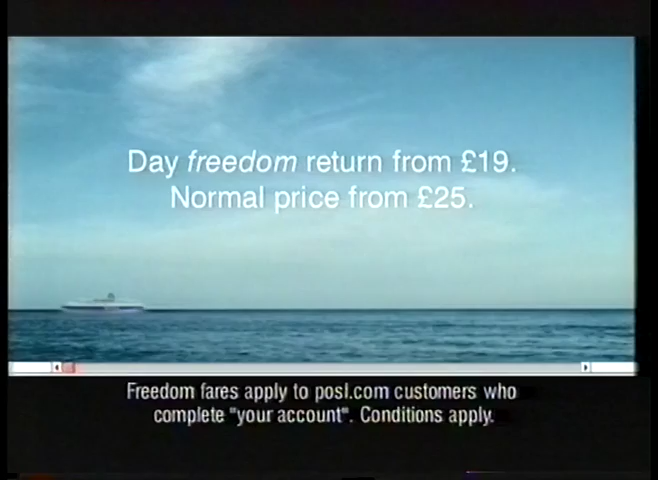 Day freedom return from £19.
Normal price from £25.
Freedom fares apply to posl.com customers who
complete "your account". Conditions apply.